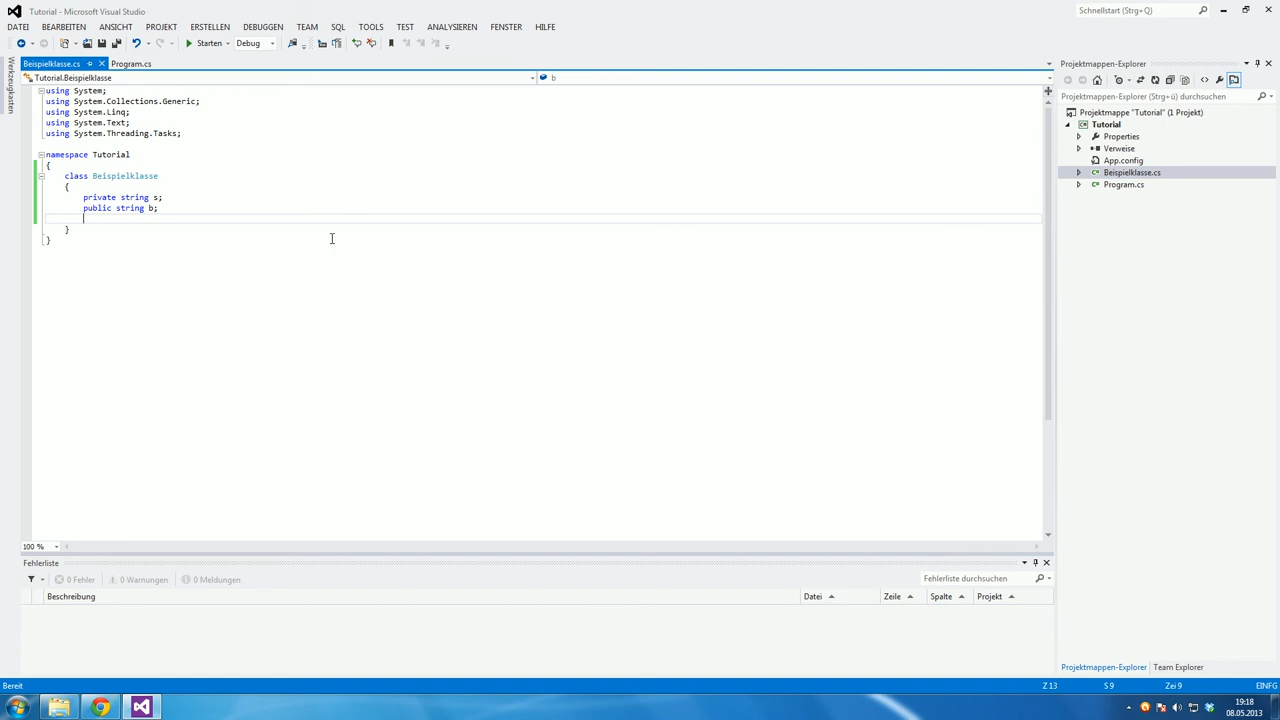 Tutorial - Microsoft Visual Studio
Schnellstart (Strg+Q)
DATEI BEARBEITEN ANSICHT PROJEKT ERSTELLEN DEBUGGEN TEAM SQL TOOLS TEST ANALYSIEREN FENSTER HILFE
Starten Debug
Beispielklasse.cs Program.cs
Projektmappen-Explorer
Werkzeugkasten
Tutorial.Beispielklasse b
Projektmappen-Explorer (Strg+ü) durchsuchen
using System;
using System.Collections.Generic;
using System.Linq;
using System.Text;
using System.Threading.Tasks;
namespace Tutorial
{
class Beispielklasse
{
private string s;
public string b;
}
}
Projektmappe "Tutorial" (1 Projekt)
Tutorial
Properties
Verweise
App.config
Beispielklasse.cs
Program.cs
100 %
Fehlerliste
0 Fehler 0 Warnungen 0 Meldungen
Fehlerliste durchsuchen
Beschreibung Datei Zeile Spalte Projekt
Projektmappen-Explorer Team Explorer
Bereit Z 13 S 9 Zei 9 EINFG
19:18
08.05.2013